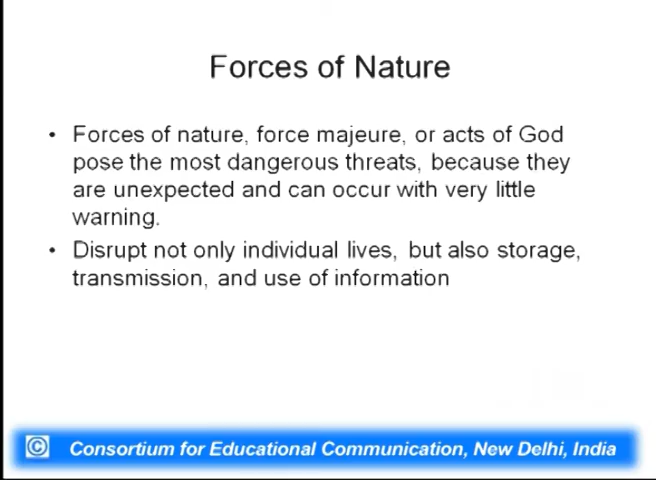 Forces of Nature
• Forces of nature, force majeure, or acts of God
pose the most dangerous threats, because they
are unexpected and can occur with very little
warning.
• Disrupt not only individual lives, but also storage,
transmission, and use of information
© Consortium for Educational Communication, New Delhi, India